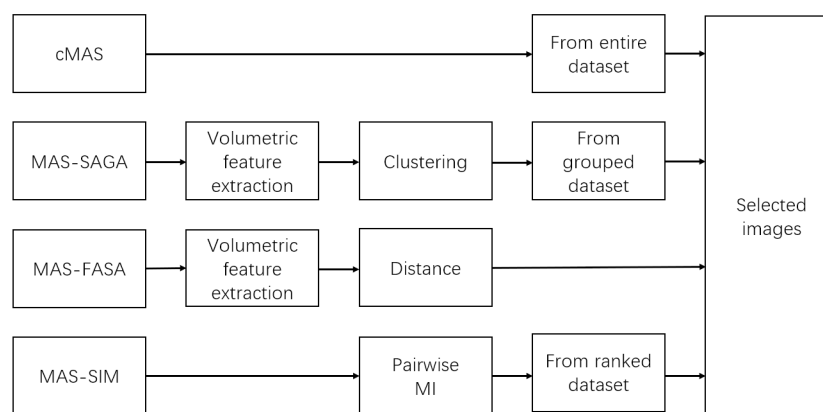 cMAS
From entire
dataset
MAS-SAGA
Volumetric
feature
extraction
Clustering
From
grouped
dataset
MAS-FASA
Volumetric
feature
extraction
Distance
MAS-SIM
Pairwise
MI
From ranked
dataset
Selected
images